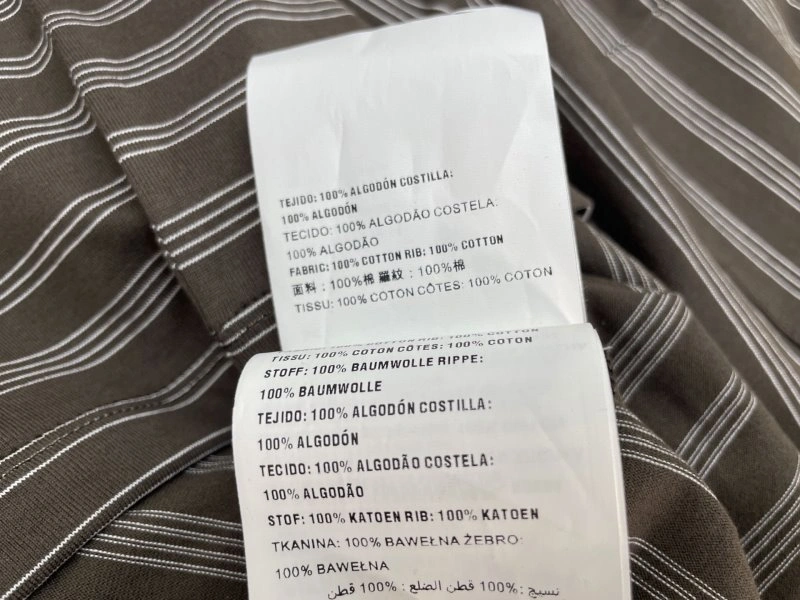 TEJIDO: 100% ALGODÓN COSTILLA:
100% ALGODÓN
TECIDO: 100% ALGODÃO COSTELA:
100% ALGODÃO
FABRIC: 100% COTTON RIB: 100% COTTON
面料 : 100%棉 羅紋 : 100%棉
TISSU: 100% COTON CÔTES: 100% COTON
TISSU: 100% COTON CÔTES: 100% COTON
STOFF: 100% BAUMWOLLE RIPPE:
100% BAUMWOLLE
TEJIDO: 100% ALGODÓN COSTILLA:
100% ALGODÓN
TECIDO: 100% ALGODÃO COSTELA:
100% ALGODÃO
STOF: 100% KATOEN RIB: 100% KATOEN
TKANINA: 100% BAWEŁNA ŻEBRO:
100% BAWEŁNA
نسيج : %100 قطن الضلع : %100 قطن